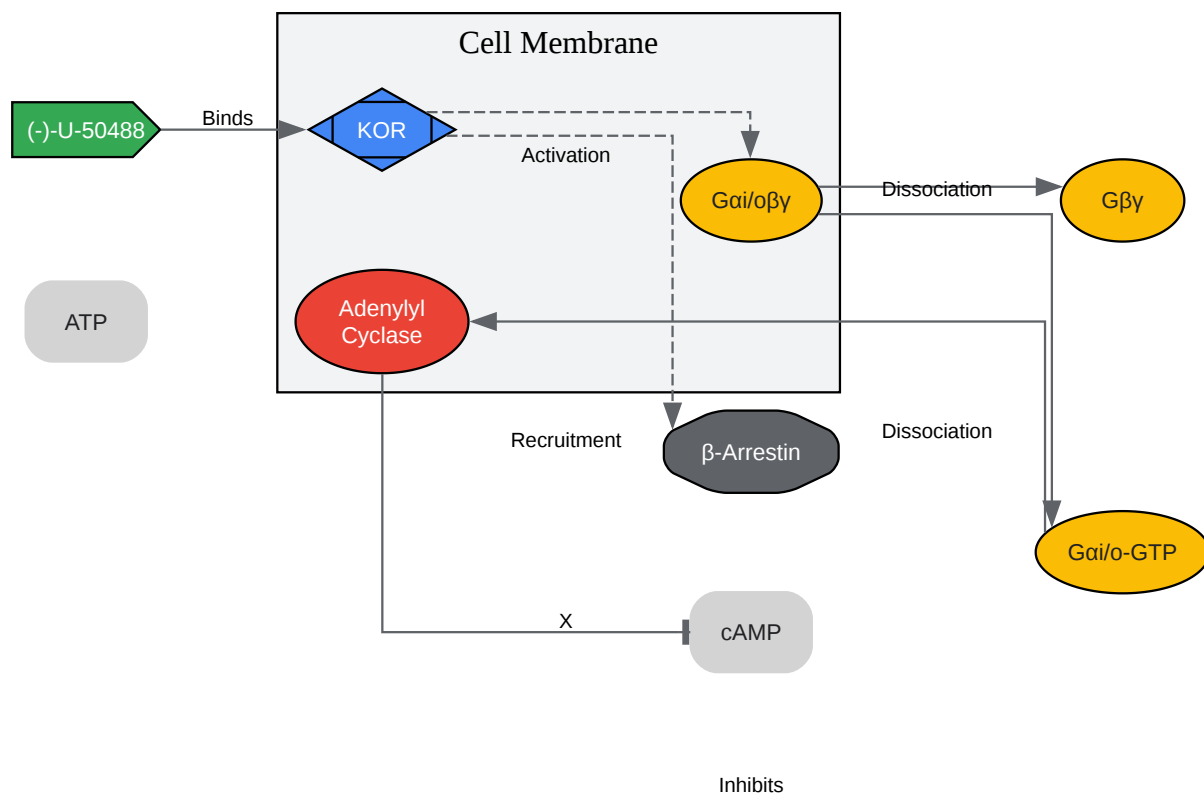 Cell Membrane
(-)-U-50488
Binds
KOR
Activation
Gαi/oβγ
Dissociation
Gβγ
ATP
Adenylyl
Cyclase
Recruitment
β-Arrestin
Dissociation
Gαi/o-GTP
X
cAMP
Inhibits